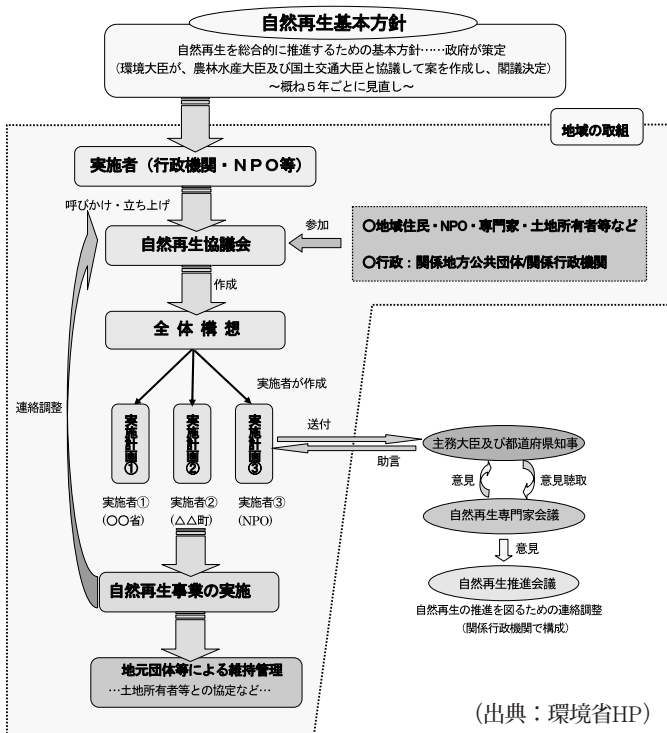 自然再生基本方針
自然再生を総合的に推進するための基本方針……政府が策定
(環境大臣が、農林水産大臣及び国土交通大臣と協議して案を作成し、閣議決定)
～概ね５年ごとに見直し～
地域の取組
実施者（行政機関・ＮＰＯ等）
呼びかけ・立ち上げ
自然再生協議会
参加
〇地域住民・NPO・専門家・土地所有者等など
〇行政：関係地方公共団体/関係行政機関
作成
全 体 構 想
実施者が作成
連絡調整
実施計画①
実施計画②
実施計画③
送付
助言
主務大臣及び都道府県知事
意見
意見聴取
実施者①
(〇〇省)
実施者②
(△△町)
実施者③
(NPO)
自然再生専門家会議
意見
自然再生推進会議
自然再生の推進を図るための連絡調整
(関係行政機関で構成)
自然再生事業の実施
地元団体等による維持管理
…土地所有者等との協定など…
（出典：環境省HP）